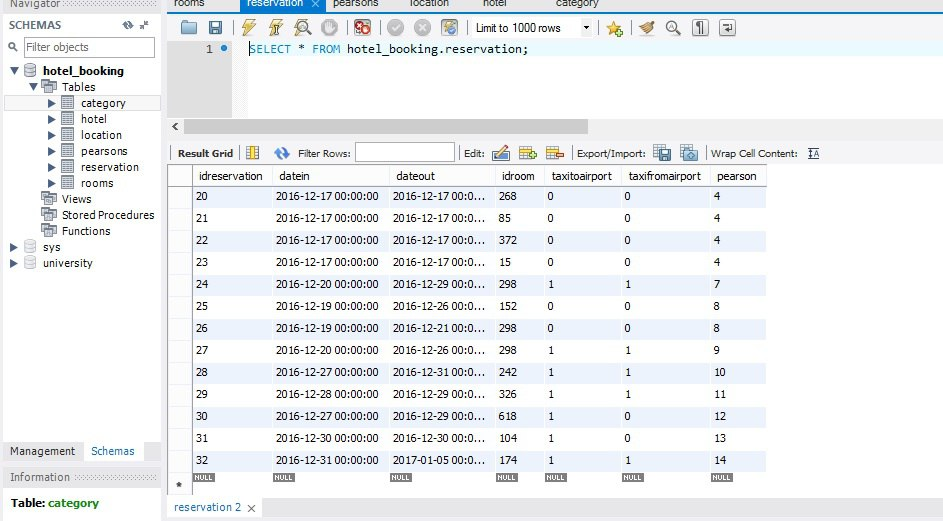 Navigator
rooms reservation pearsons location hotel category
SCHEMAS
Filter objects
hotel_booking
Tables
category
hotel
location
pearsons
reservation
rooms
Views
Stored Procedures
Functions
sys
university
Management Schemas
Information
Table: category
Limit to 1000 rows
1 SELECT * FROM hotel_booking.reservation;
Result Grid Filter Rows: Edit: Export/Import: Wrap Cell Content: IA
idreservation datein dateout idroom taxitoairport taxifromairport pearson
20 2016-12-17 00:00:00 2016-12-17 00:0... 268 0 0 4
21 2016-12-17 00:00:00 2016-12-17 00:0... 85 0 0 4
22 2016-12-17 00:00:00 2016-12-17 00:0... 372 0 0 4
23 2016-12-17 00:00:00 2016-12-17 00:0... 15 0 0 4
24 2016-12-20 00:00:00 2016-12-29 00:0... 298 1 1 7
25 2016-12-19 00:00:00 2016-12-26 00:0... 152 0 0 8
26 2016-12-19 00:00:00 2016-12-21 00:0... 298 0 0 8
27 2016-12-20 00:00:00 2016-12-26 00:0... 298 1 1 9
28 2016-12-27 00:00:00 2016-12-31 00:0... 242 1 1 10
29 2016-12-28 00:00:00 2016-12-29 00:0... 326 1 1 11
30 2016-12-27 00:00:00 2016-12-29 00:0... 618 1 0 12
31 2016-12-30 00:00:00 2016-12-30 00:0... 104 1 0 13
32 2016-12-31 00:00:00 2017-01-05 00:0... 174 1 1 14
* NULL NULL NULL NULL NULL NULL NULL
reservation 2